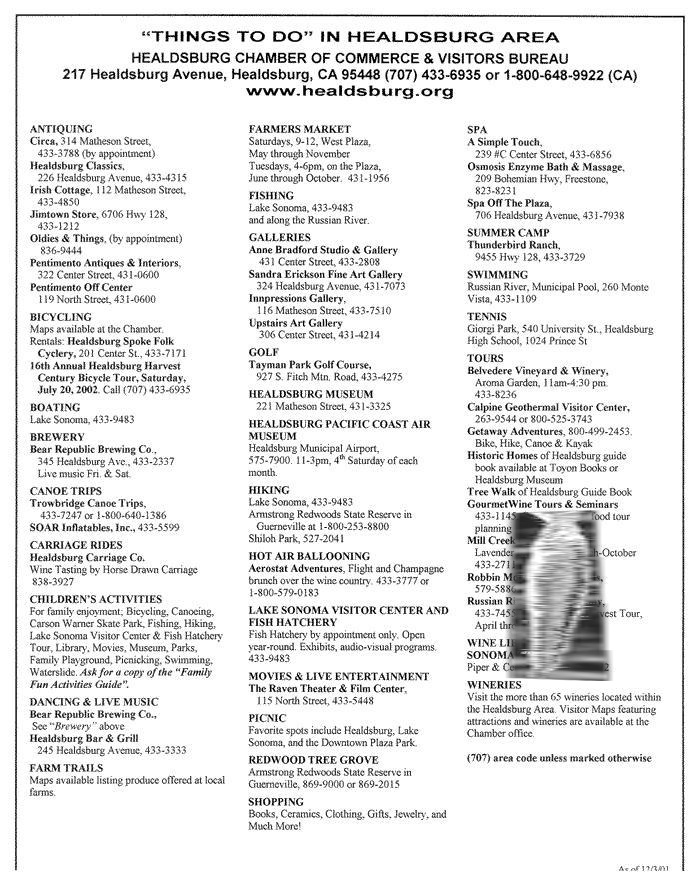 “THINGS TO DO” IN HEALDSBURG AREA
HEALDSBURG CHAMBER OF COMMERCE & VISITORS BUREAU
217 Healdsburg Avenue, Healdsburg, CA 95448 (707) 433-6935 or 1-800-648-9922 (CA)
www.healdsburg.org
ANTIQUING
Circa, 314 Matheson Street,
433-3788 (by appointment)
Healdsburg Classics,
226 Healdsburg Avenue, 433-4315
Irish Cottage, 112 Matheson Street,
433-4850
Jimtown Store, 6706 Hwy 128,
433-1212
Oldies & Things, (by appointment)
836-9444
Pentimento Antiques & Interiors,
322 Center Street, 431-0600
Pentimento Off Center
119 North Street, 431-0600
BICYCLING
Maps available at the Chamber.
Rentals: Healdsburg Spoke Folk
Cyclery, 201 Center St., 433-7171
16th Annual Healdsburg Harvest
Century Bicycle Tour, Saturday,
July 20, 2002. Call (707) 433-6935
BOATING
Lake Sonoma, 433-9483
BREWERY
Bear Republic Brewing Co.,
345 Healdsburg Ave., 433-2337
Live music Fri. & Sat.
CANOE TRIPS
Trowbridge Canoe Trips,
433-7247 or 1-800-640-1386
SOAR Inflatables, Inc., 433-5599
CARRIAGE RIDES
Healdsburg Carriage Co.
Wine Tasting by Horse Drawn Carriage
838-3927
CHILDREN’S ACTIVITIES
For family enjoyment; Bicycling, Canoeing,
Carson Warner Skate Park, Fishing, Hiking,
Lake Sonoma Visitor Center & Fish Hatchery
Tour, Library, Movies, Museum, Parks,
Family Playground, Picnicking, Swimming,
Waterslide. Ask for a copy of the “Family
Fun Activities Guide”.
DANCING & LIVE MUSIC
Bear Republic Brewing Co.,
See “Brewery” above
Healdsburg Bar & Grill
245 Healdsburg Avenue, 433-3333
FARM TRAILS
Maps available listing produce offered at local
farms.
FARMERS MARKET
Saturdays, 9-12, West Plaza,
May through November
Tuesdays, 4-6pm, on the Plaza,
June through October. 431-1956
FISHING
Lake Sonoma, 433-9483
and along the Russian River.
GALLERIES
Anne Bradford Studio & Gallery
431 Center Street, 433-2808
Sandra Erickson Fine Art Gallery
324 Healdsburg Avenue, 431-7073
Innpressions Gallery,
116 Matheson Street, 433-7510
Upstairs Art Gallery
306 Center Street, 431-4214
GOLF
Tayman Park Golf Course,
927 S. Fitch Mtn. Road, 433-4275
HEALDSBURG MUSEUM
221 Matheson Street, 431-3325
HEALDSBURG PACIFIC COAST AIR
MUSEUM
Healdsburg Municipal Airport,
575-7900. 11-3pm, 4th Saturday of each
month.
HIKING
Lake Sonoma, 433-9483
Armstrong Redwoods State Reserve in
Guerneville at 1-800-253-8800
Shiloh Park, 527-2041
HOT AIR BALLOONING
Aerostat Adventures, Flight and Champagne
brunch over the wine country. 433-3777 or
1-800-579-0183
LAKE SONOMA VISITOR CENTER AND
FISH HATCHERY
Fish Hatchery by appointment only. Open
year-round. Exhibits, audio-visual programs.
433-9483
MOVIES & LIVE ENTERTAINMENT
The Raven Theater & Film Center,
115 North Street, 433-5448
PICNIC
Favorite spots include Healdsburg, Lake
Sonoma, and the Downtown Plaza Park.
REDWOOD TREE GROVE
Armstrong Redwoods State Reserve in
Guerneville, 869-9000 or 869-2015
SHOPPING
Books, Ceramics, Clothing, Gifts, Jewelry, and
Much More!
SPA
A Simple Touch,
239 #C Center Street, 433-6856
Osmosis Enzyme Bath & Massage,
209 Bohemian Hwy, Freestone,
823-8231
Spa Off The Plaza,
706 Healdsburg Avenue, 431-7938
SUMMER CAMP
Thunderbird Ranch,
9455 Hwy 128, 433-3729
SWIMMING
Russian River, Municipal Pool, 260 Monte
Vista, 433-1109
TENNIS
Giorgi Park, 540 University St., Healdsburg
High School, 1024 Prince St
TOURS
Belvedere Vineyard & Winery,
Aroma Garden, 11am-4:30 pm.
433-8236
Calpine Geothermal Visitor Center,
263-9544 or 800-525-3743
Getaway Adventures, 800-499-2453.
Bike, Hike, Canoe & Kayak
Historic Homes of Healdsburg guide
book available at Toyon Books or
Healdsburg Museum
Tree Walk of Healdsburg Guide Book
GourmetWine Tours & Seminars
tour
planning
Mill Creek
Lavender
Robbin
Russian
Tour,
April
WINE
SONOMA
Piper &
WINERIES
Visit the more than 65 wineries located within
the Healdsburg Area. Visitor Maps featuring
attractions and wineries are available at the
Chamber office.
(707) area code unless marked otherwise
As of 12/3/01